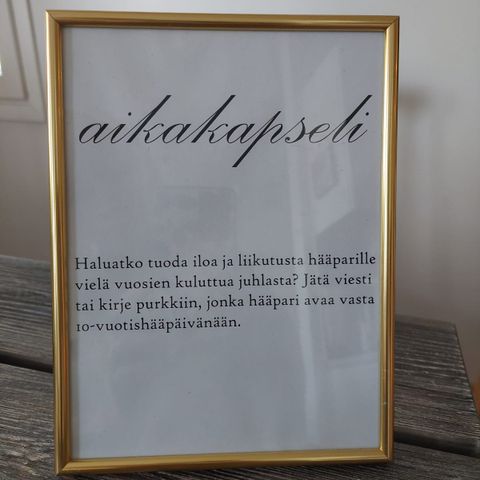 aikakapseli
Haluatko tuoda iloa ja liikutusta hääparille
vielä vuosien kuluttua juhlasta? Jätä viesti
tai kirje purkkiin, jonka hääpari avaa vasta
10-vuotishääpäivänään.